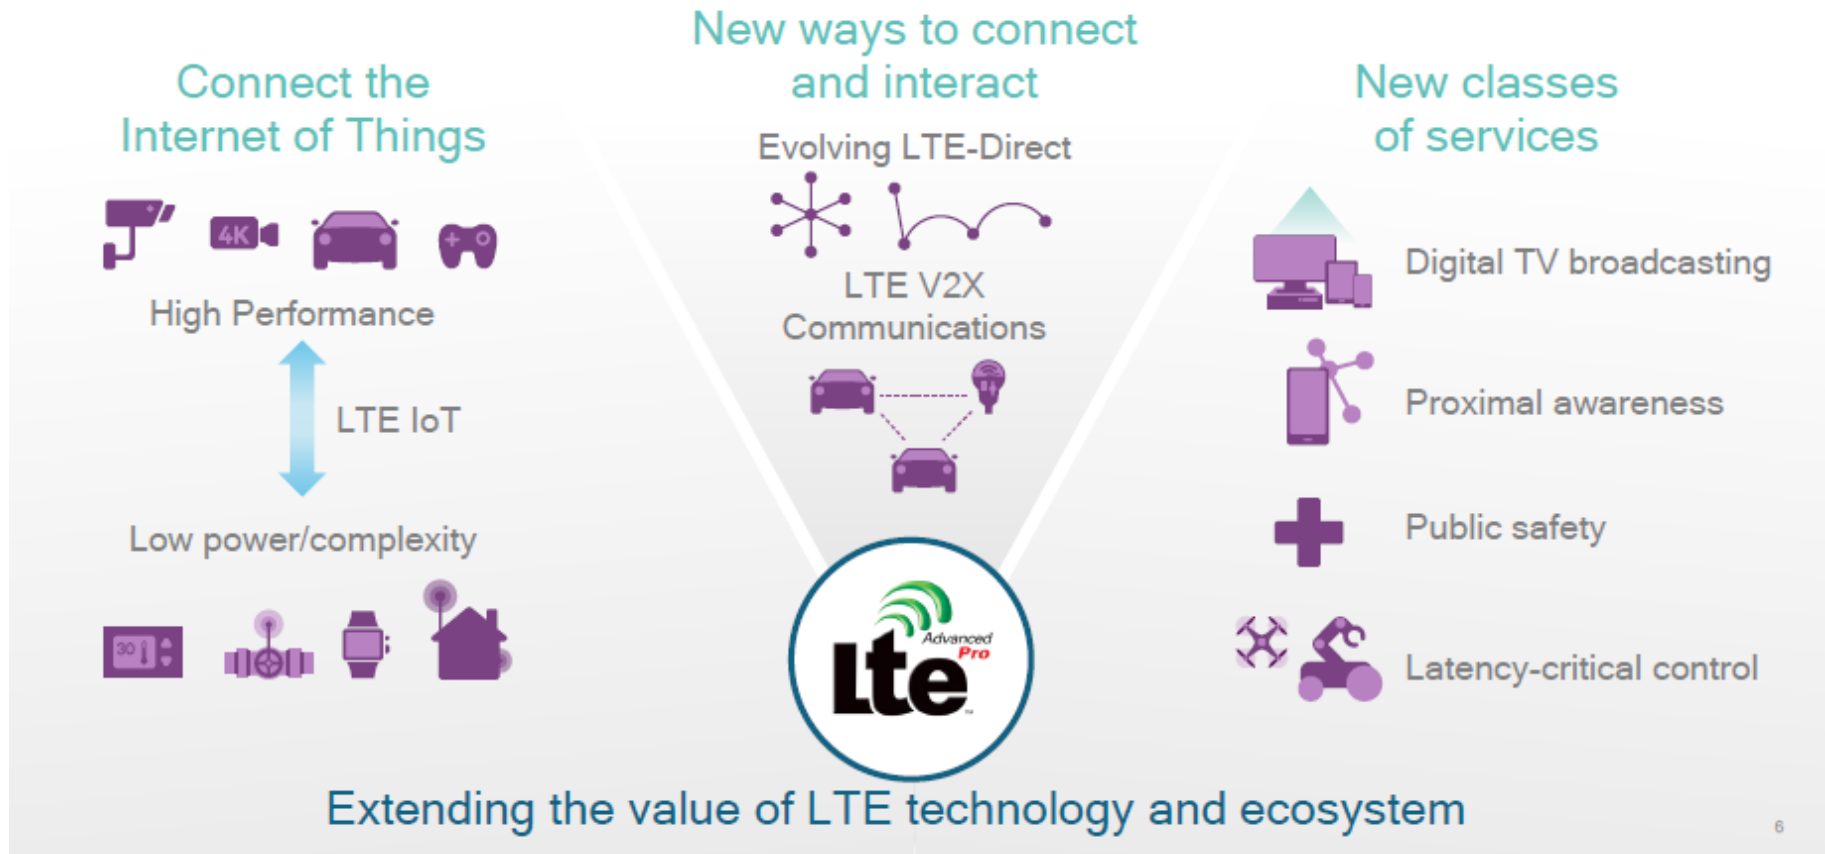 Connect the
Internet of Things
4K
High Performance
LTE IoT
Low power/complexity
30
New ways to connect
and interact
Evolving LTE-Direct
LTE V2X
Communications
New classes
of services
Digital TV broadcasting
Proximal awareness
Public safety
Latency-critical control
Advanced
Pro
Lte
Extending the value of LTE technology and ecosystem
6